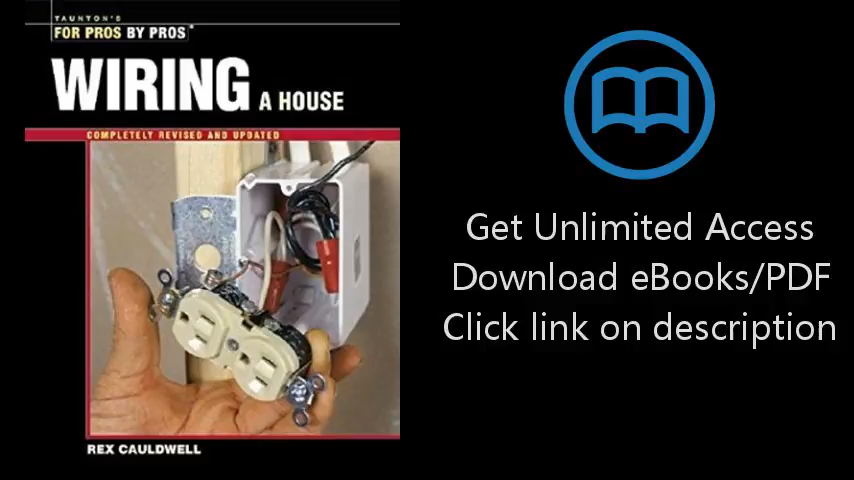 TAUNTON'S
FOR PROS BY PROS®
WIRING A HOUSE
COMPLETELY REVISED AND UPDATED
REX CAULDWELL
Get Unlimited Access
Download eBooks/PDF
Click link on description